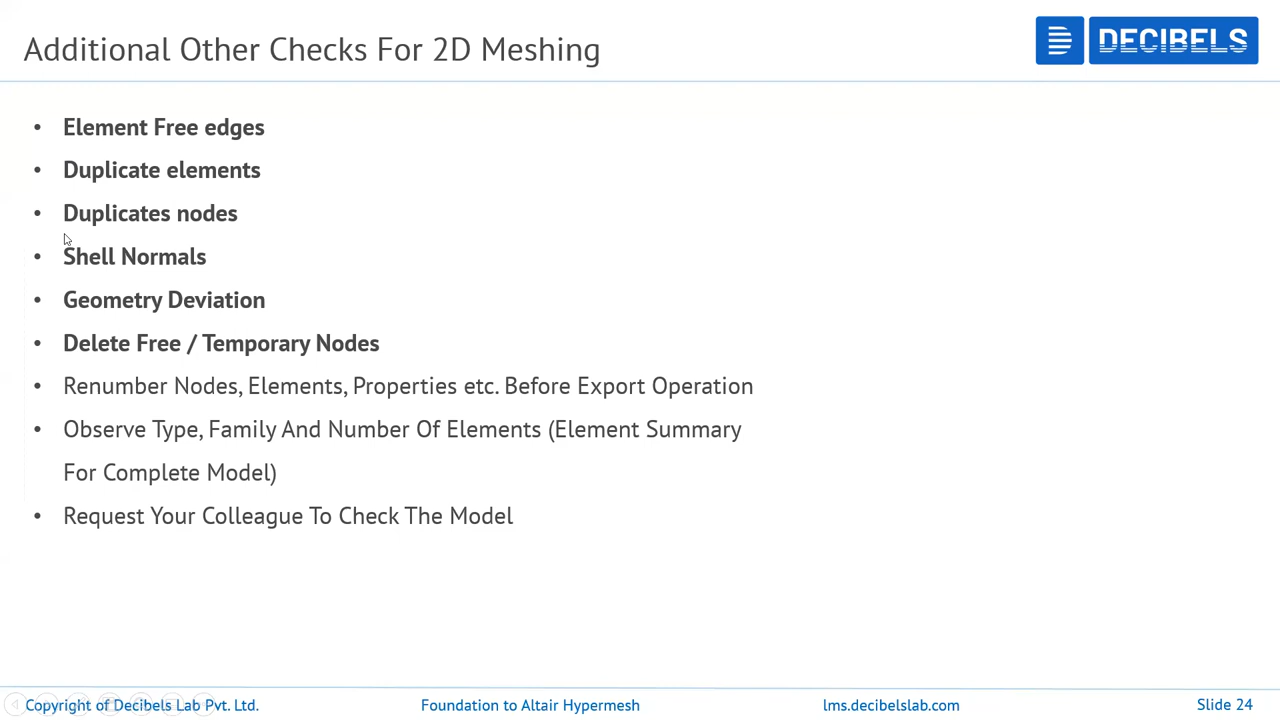 Additional Other Checks For 2D Meshing
DECIBELS
• Element Free edges
• Duplicate elements
• Duplicates nodes
• Shell Normals
• Geometry Deviation
• Delete Free / Temporary Nodes
• Renumber Nodes, Elements, Properties etc. Before Export Operation
• Observe Type, Family And Number Of Elements (Element Summary
For Complete Model)
• Request Your Colleague To Check The Model
Copyright of Decibels Lab Pvt. Ltd.
Foundation to Altair Hypermesh
lms.decibelslab.com
Slide 24